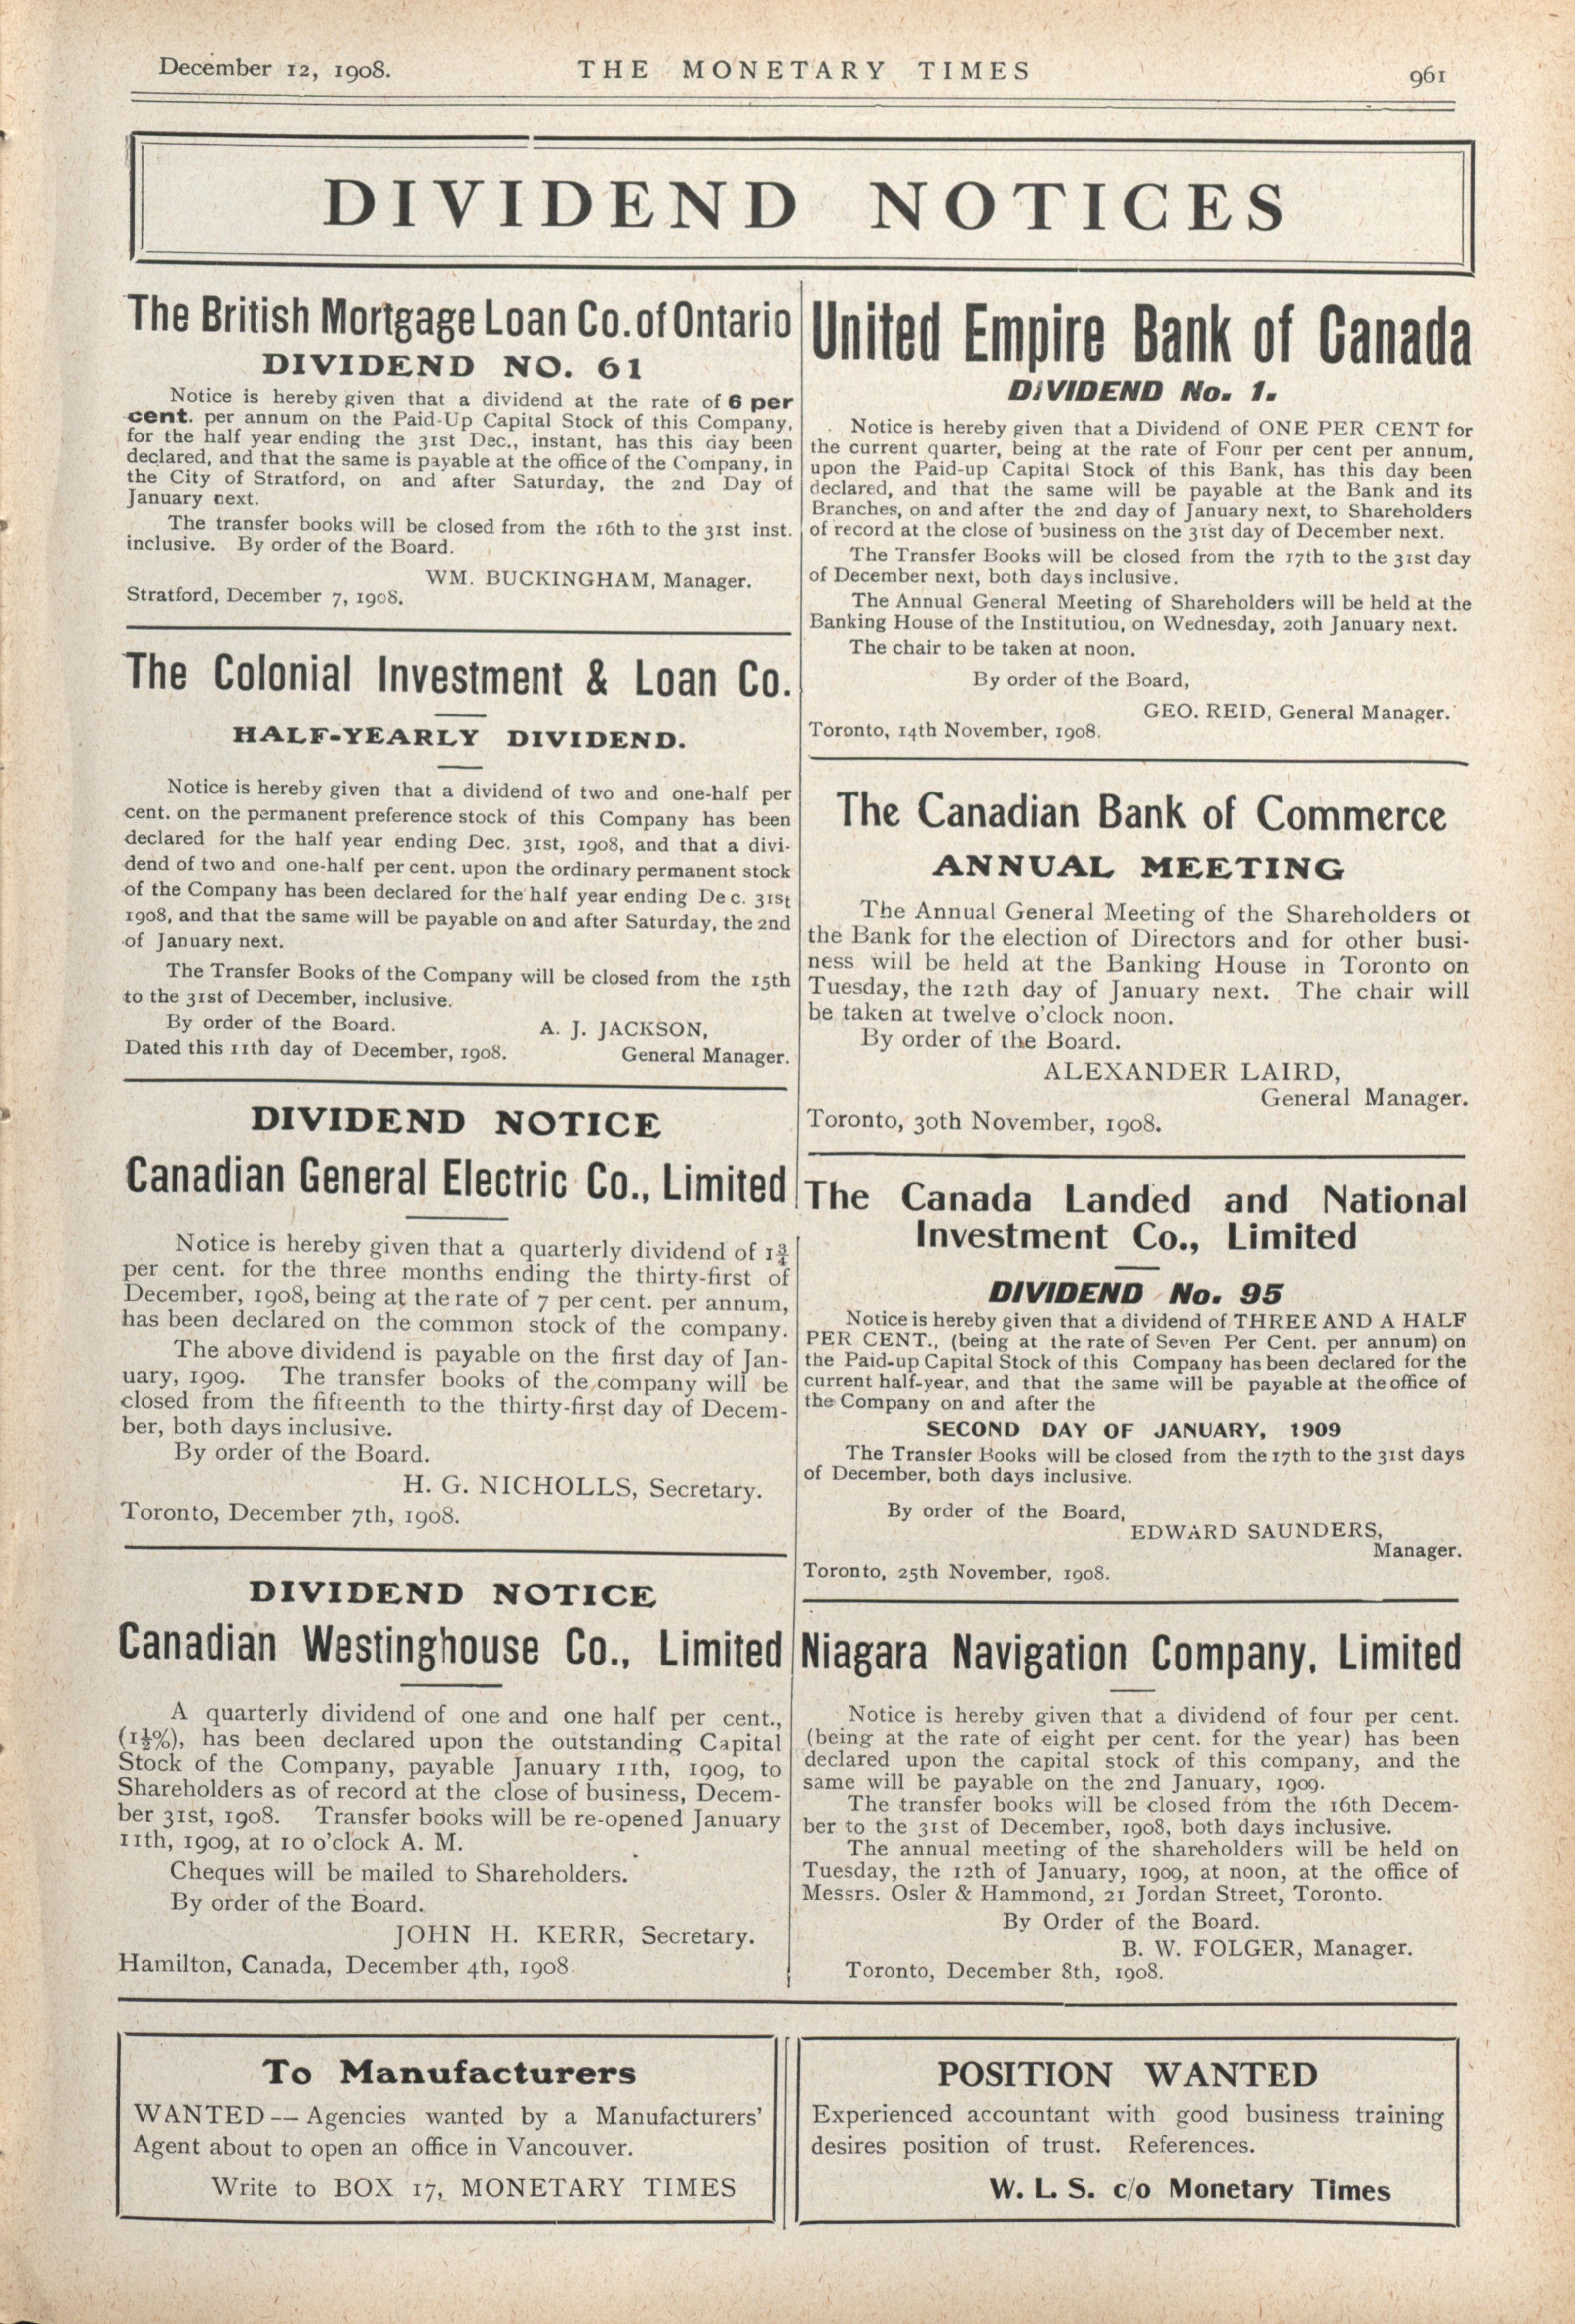 December 12, 1908.
THE MONETARY TIMES
961
DIVIDEND NOTICES
The British Mortgage Loan Co. of Ontario
DIVIDEND NO. 61
Notice is hereby given that a dividend at the rate of 6 per
cent. per annum on the Paid-Up Capital Stock of this Company,
for the half year ending the 31st Dec., instant, has this day been
declared, and that the same is payable at the office of the Company, in
the City of Stratford, on and after Saturday, the 2nd Day of
January next.
The transfer books will be closed from the 16th to the 31st inst.
inclusive. By order of the Board.
WM. BUCKINGHAM, Manager.
Stratford, December 7, 1908.
The Colonial Investment & Loan Co.
HALF-YEARLY DIVIDEND.
Notice is hereby given that a dividend of two and one-half per
cent. on the permanent preference stock of this Company has been
declared for the half year ending Dec. 31st, 1908, and that a divi-
dend of two and one-half per cent. upon the ordinary permanent stock
of the Company has been declared for the half year ending Dec. 31st
1908, and that the same will be payable on and after Saturday, the 2nd
of January next.
The Transfer Books of the Company will be closed from the 15th
to the 31st of December, inclusive.
By order of the Board.
A. J. JACKSON,
Dated this 11th day of December, 1908.
General Manager.
DIVIDEND NOTICE
Canadian General Electric Co., Limited
Notice is hereby given that a quarterly dividend of 1¾
per cent. for the three months ending the thirty-first of
December, 1908, being at the rate of 7 per cent. per annum,
has been declared on the common stock of the company.
The above dividend is payable on the first day of Jan-
uary, 1909. The transfer books of the company will be
closed from the fifteenth to the thirty-first day of Decem-
ber, both days inclusive.
By order of the Board.
H. G. NICHOLLS, Secretary.
Toronto, December 7th, 1908.
DIVIDEND NOTICE
Canadian Westinghouse Co., Limited
A quarterly dividend of one and one half per cent.,
(1½%), has been declared upon the outstanding Capital
Stock of the Company, payable January 11th, 1909, to
Shareholders as of record at the close of business, Decem-
ber 31st, 1908. Transfer books will be re-opened January
11th, 1909, at 10 o'clock A. M.
Cheques will be mailed to Shareholders.
By order of the Board.
JOHN H. KERR, Secretary.
Hamilton, Canada, December 4th, 1908
United Empire Bank of Canada
DIVIDEND No. 1.
Notice is hereby given that a Dividend of ONE PER CENT for
the current quarter, being at the rate of Four per cent per annum,
upon the Paid-up Capital Stock of this Bank, has this day been
declared, and that the same will be payable at the Bank and its
Branches, on and after the 2nd day of January next, to Shareholders
of record at the close of business on the 31st day of December next.
The Transfer Books will be closed from the 17th to the 31st day
of December next, both days inclusive.
The Annual General Meeting of Shareholders will be held at the
Banking House of the Institutiou, on Wednesday, 20th January next.
The chair to be taken at noon.
By order of the Board,
GEO. REID, General Manager.
Toronto, 14th November, 1908.
The Canadian Bank of Commerce
ANNUAL MEETING
The Annual General Meeting of the Shareholders of
the Bank for the election of Directors and for other busi-
ness will be held at the Banking House in Toronto on
Tuesday, the 12th day of January next. The chair will
be taken at twelve o'clock noon.
By order of the Board.
ALEXANDER LAIRD,
General Manager.
Toronto, 30th November, 1908.
The Canada Landed and National
Investment Co., Limited
DIVIDEND No. 95
Notice is hereby given that a dividend of THREE AND A HALF
PER CENT., (being at the rate of Seven Per Cent. per annum) on
the Paid-up Capital Stock of this Company has been declared for the
current half-year, and that the same will be payable at the office of
the Company on and after the
SECOND DAY OF JANUARY, 1909
The Transfer Books will be closed from the 17th to the 31st days
of December, both days inclusive.
By order of the Board,
EDWARD SAUNDERS,
Manager.
Toronto, 25th November, 1908.
Niagara Navigation Company, Limited
Notice is hereby given that a dividend of four per cent.
(being at the rate of eight per cent. for the year) has been
declared upon the capital stock of this company, and the
same will be payable on the 2nd January, 1909.
The transfer books will be closed from the 16th Decem-
ber to the 31st of December, 1908, both days inclusive.
The annual meeting of the shareholders will be held on
Tuesday, the 12th of January, 1909, at noon, at the office of
Messrs. Osler & Hammond, 21 Jordan Street, Toronto.
By Order of the Board.
B. W. FOLGER, Manager.
Toronto, December 8th, 1908.
To Manufacturers
WANTED -- Agencies wanted by a Manufacturers'
Agent about to open an office in Vancouver.
Write to BOX 17, MONETARY TIMES
POSITION WANTED
Experienced accountant with good business training
desires position of trust. References.
W. L. S. c/o Monetary Times